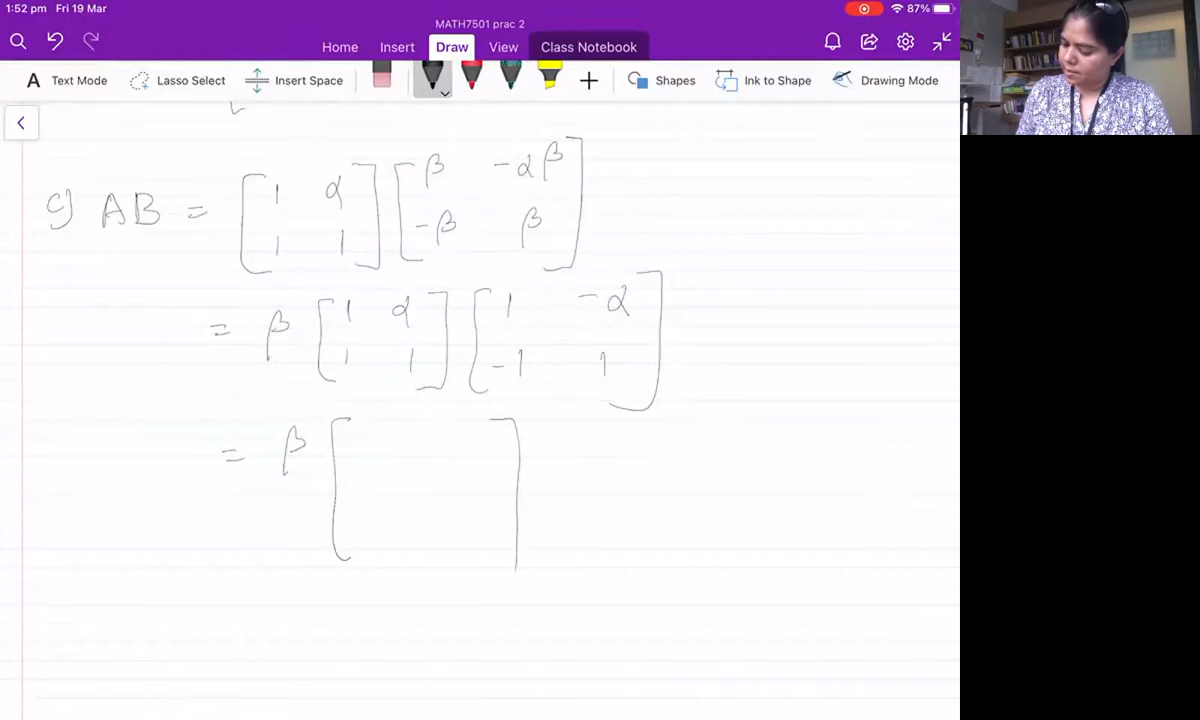 1:52 pm Fri 19 Mar
87%
MATH7501 prac 2
Home Insert Draw View Class Notebook
A Text Mode Lasso Select Insert Space Shapes Ink to Shape Drawing Mode
c) AB = [ 1 α ] [ β -αβ ]
[ 1 1 ] [ -β β ]
= β [ 1 α ] [ 1 -α ]
[ 1 1 ] [ -1 1 ]
= β [ ]